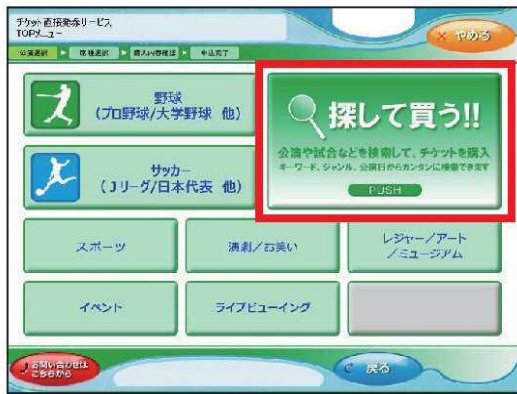 チケット直接発券サービス
TOPメニュー
やめる
公演選択 ▶ 席種選択 ▶ 購入内容確認 ▶ 申込完了
野球
(プロ野球/大学野球 他)
探して買う!!
公演や試合などを検索して、チケットを購入
キーワード、ジャンル、公演日からカンタンに検索できます
PUSH
サッカー
(Jリーグ/日本代表 他)
スポーツ
演劇/お笑い
レジャー/アート
/ミュージアム
イベント
ライブビューイング
お問い合わせは
こちらから
戻る